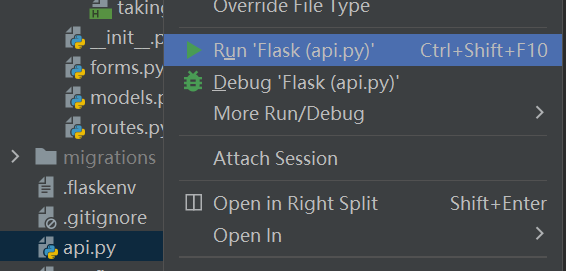 taking
Override File Type
__init__.p
Run 'Flask (api.py)' Ctrl+Shift+F10
forms.py
Debug 'Flask (api.py)'
models.p
More Run/Debug
routes.py
migrations
Attach Session
.flaskenv
Open in Right Split Shift+Enter
.gitignore
Open In
api.py